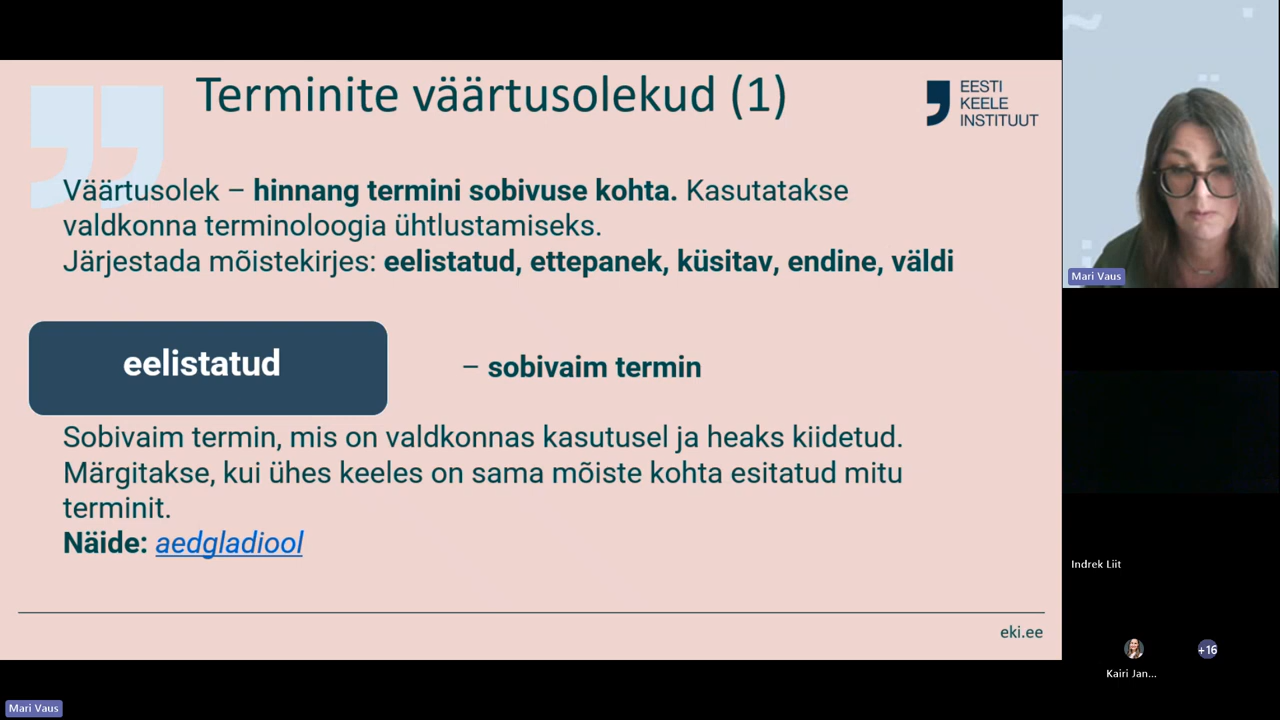 Terminite väärtusolekud (1)
EESTI
KEELE
INSTITUUT
Väärtusolek – hinnang termini sobivuse kohta. Kasutatakse
valdkonna terminoloogia ühtlustamiseks.
Järjestada mõistekirjes: eelistatud, ettepanek, küsitav, endine, väldi
eelistatud
– sobivaim termin
Sobivaim termin, mis on valdkonnas kasutusel ja heaks kiidetud.
Märgitakse, kui ühes keeles on sama mõiste kohta esitatud mitu
terminit.
Näide: aedgladiool
eki.ee
Mari Vaus
Mari Vaus
Indrek Liit
+16
Kairi Jan...